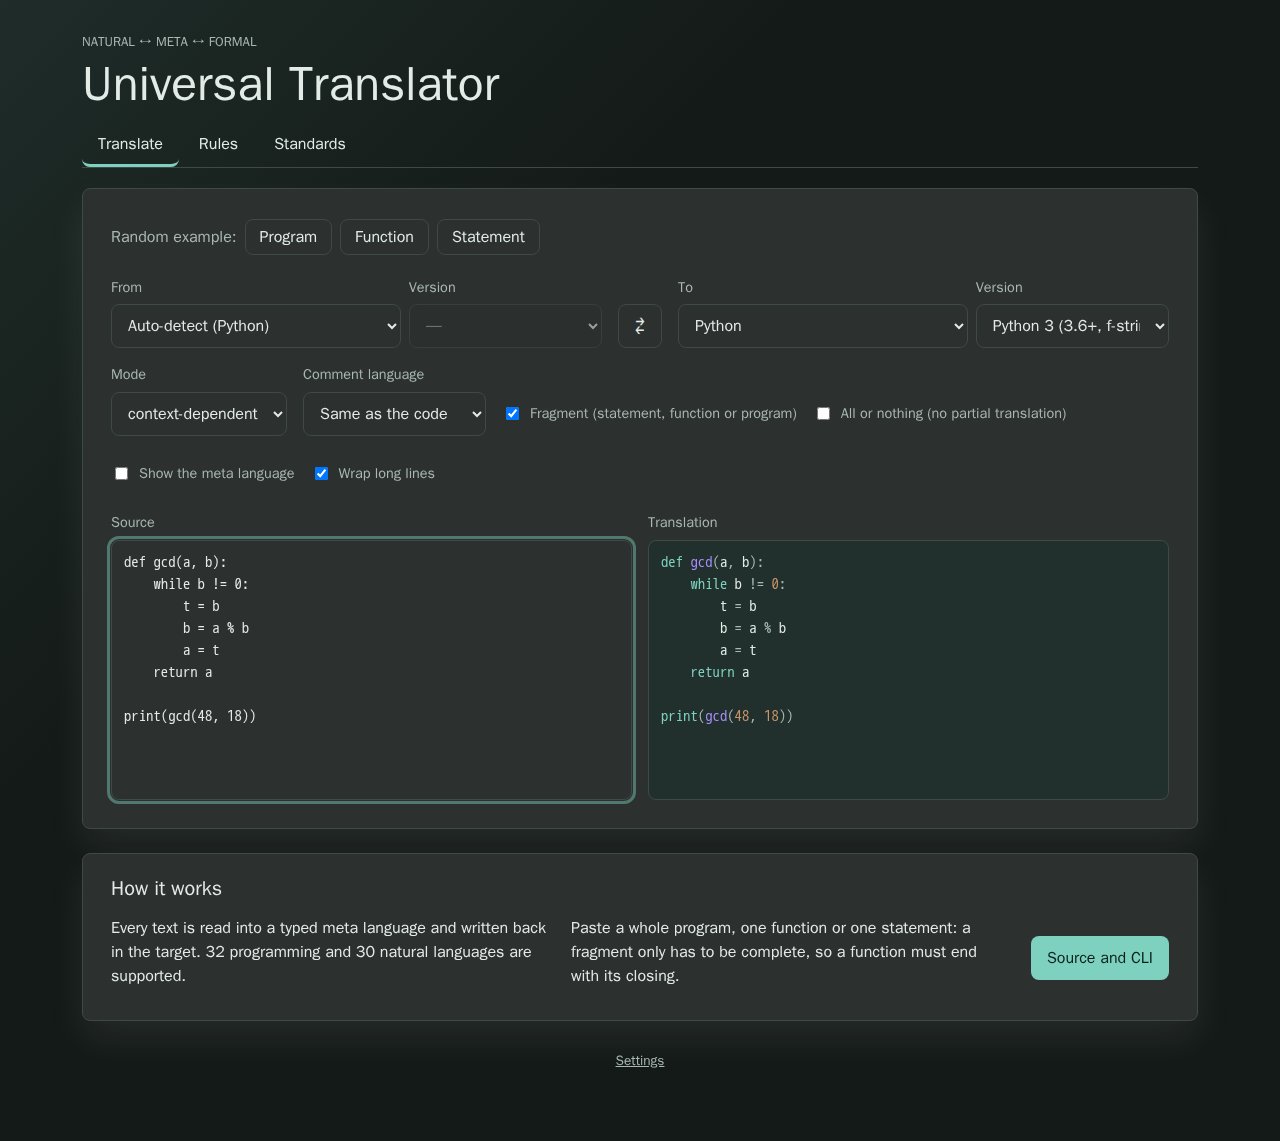 NATURAL ↔ META ↔ FORMAL
Universal Translator
Translate Rules Standards
Random example: Program Function Statement
From Version To Version
Auto-detect (Python) — Python Python 3 (3.6+, f-stri
Mode Comment language
context-dependent Same as the code Fragment (statement, function or program) All or nothing (no partial translation)
Show the meta language Wrap long lines
Source
def gcd(a, b):
    while b != 0:
        t = b
        b = a % b
        a = t
    return a

print(gcd(48, 18))
Translation
def gcd(a, b):
    while b != 0:
        t = b
        b = a % b
        a = t
    return a

print(gcd(48, 18))
How it works
Every text is read into a typed meta language and written back
in the target. 32 programming and 30 natural languages are
supported.
Paste a whole program, one function or one statement: a
fragment only has to be complete, so a function must end
with its closing.
Source and CLI
Settings